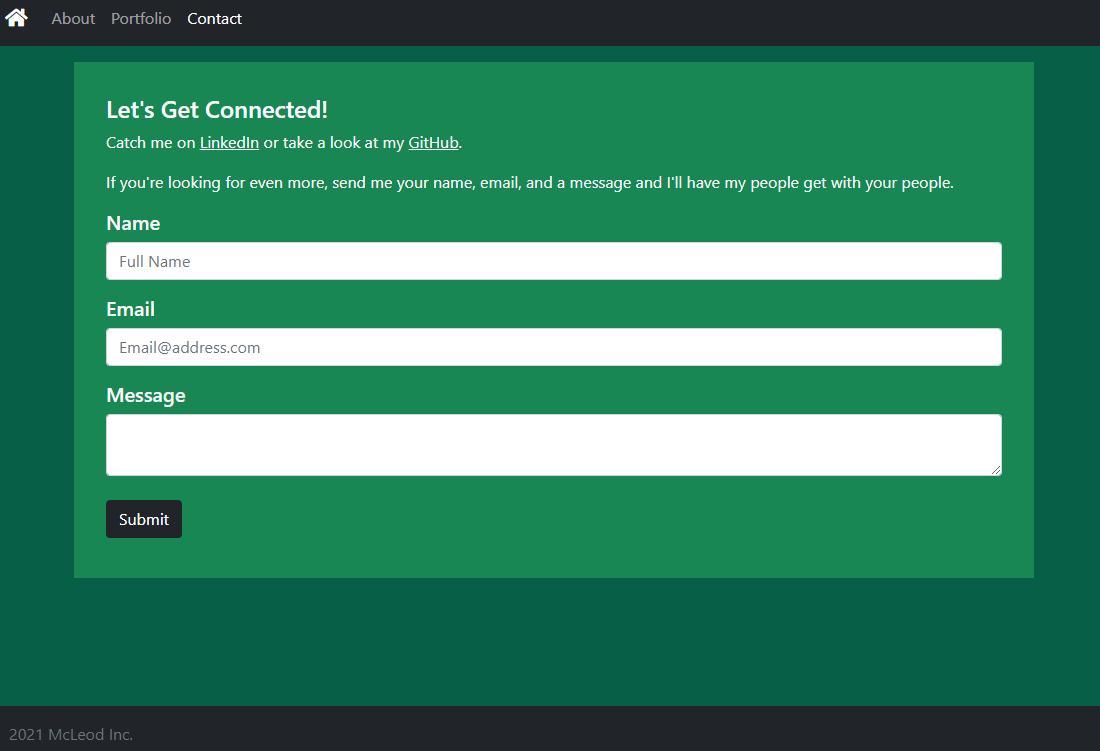 About Portfolio Contact
Let's Get Connected!
Catch me on LinkedIn or take a look at my GitHub.
If you're looking for even more, send me your name, email, and a message and I'll have my people get with your people.
Name
Full Name
Email
Email@address.com
Message
Submit
2021 McLeod Inc.